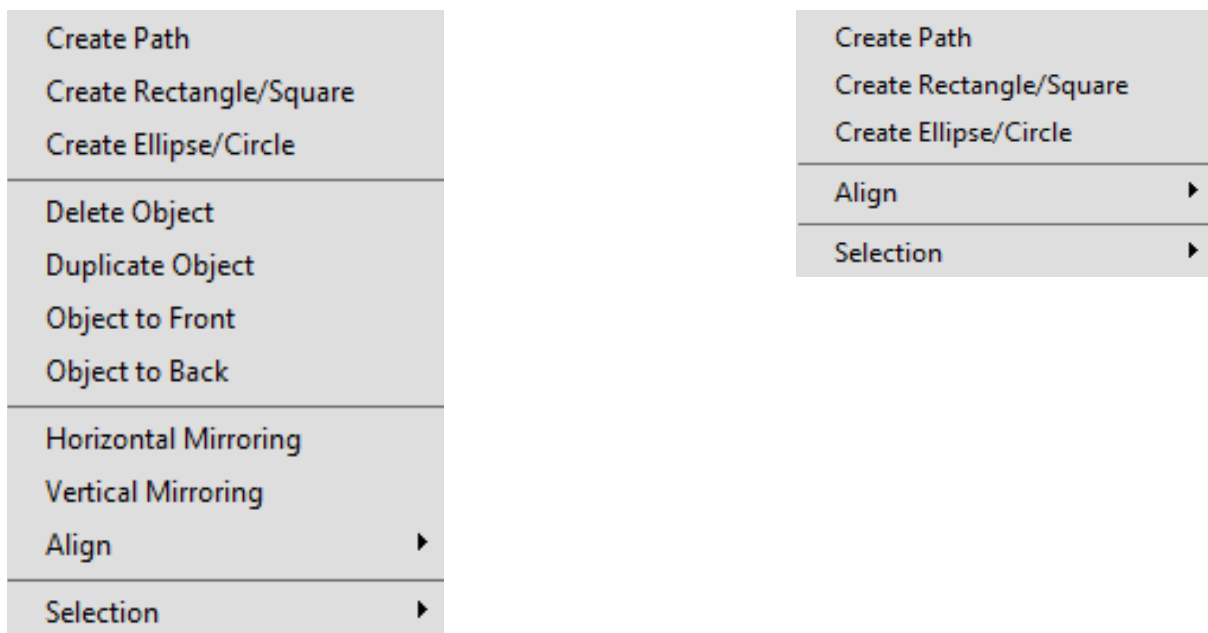 Create Path
Create Rectangle/Square
Create Ellipse/Circle
Delete Object
Duplicate Object
Object to Front
Object to Back
Horizontal Mirroring
Vertical Mirroring
Align
Selection
Create Path
Create Rectangle/Square
Create Ellipse/Circle
Align
Selection